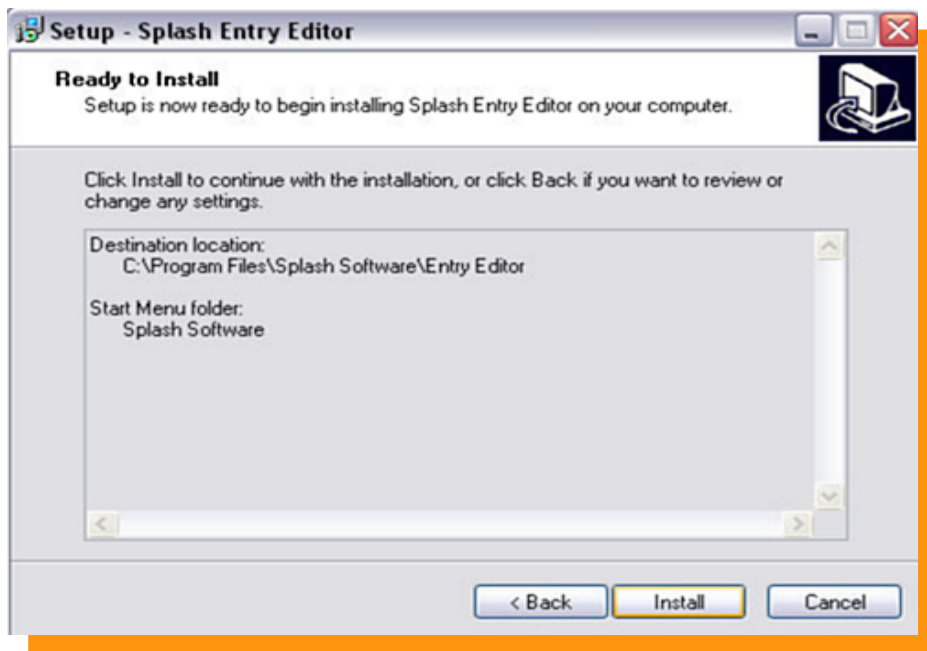 Setup - Splash Entry Editor
Ready to Install
Setup is now ready to begin installing Splash Entry Editor on your computer.
Click Install to continue with the installation, or click Back if you want to review or
change any settings.
Destination location:
C:\Program Files\Splash Software\Entry Editor
Start Menu folder:
Splash Software
< Back
Install
Cancel